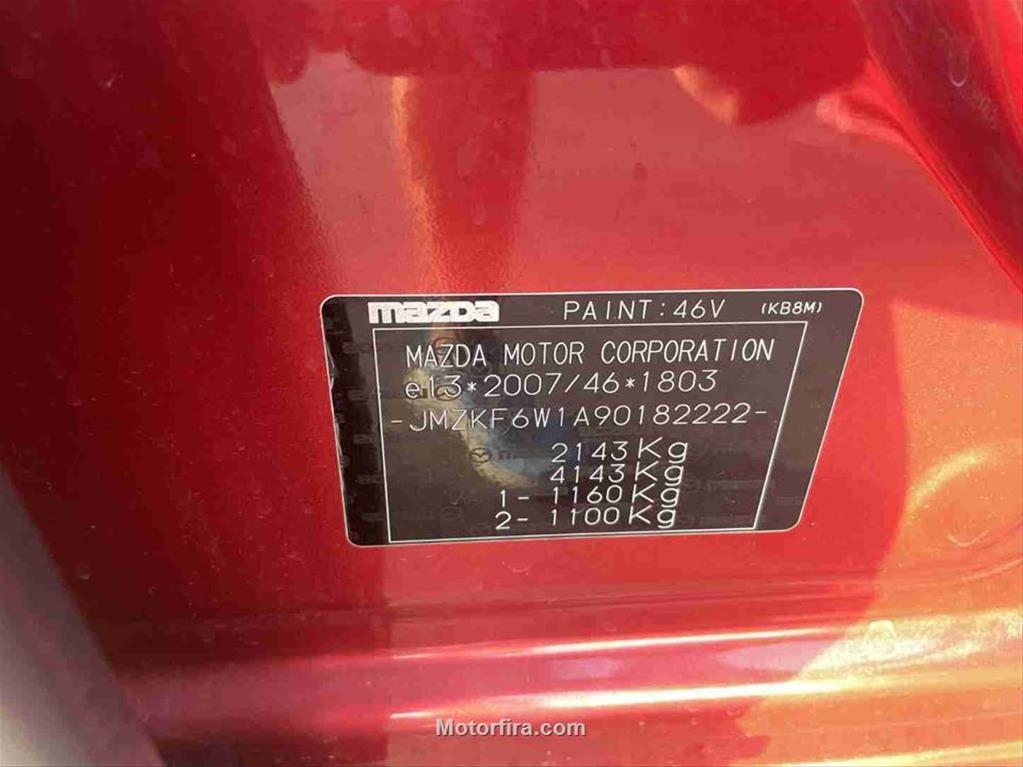 mazda PAINT:46V (KB8M)
MAZDA MOTOR CORPORATION
e13*2007/46*1803
-JMZKF6W1A90182222-
2143Kg
4143Kg
1- 1160Kg
2- 1100Kg
Motorfira.com